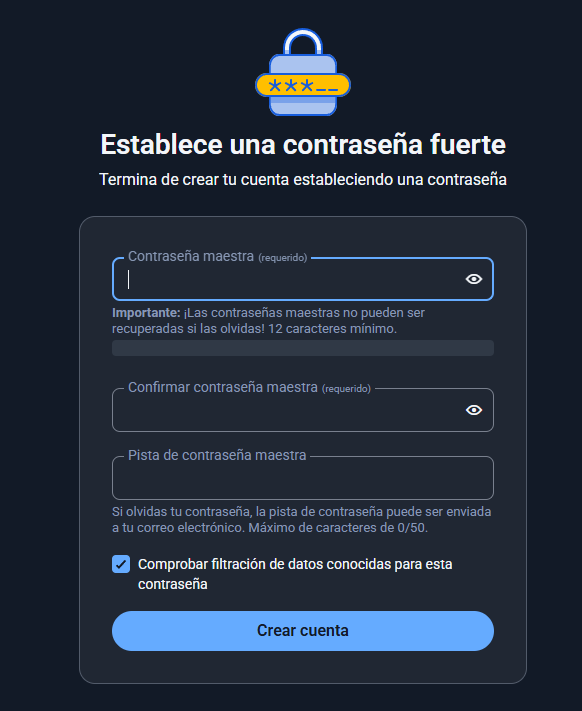 ***__
Establece una contraseña fuerte
Termina de crear tu cuenta estableciendo una contraseña
Contraseña maestra (requerido)
Importante: ¡Las contraseñas maestras no pueden ser
recuperadas si las olvidas! 12 caracteres mínimo.
Confirmar contraseña maestra (requerido)
Pista de contraseña maestra
Si olvidas tu contraseña, la pista de contraseña puede ser enviada
a tu correo electrónico. Máximo de caracteres de 0/50.
Comprobar filtración de datos conocidas para esta
contraseña
Crear cuenta